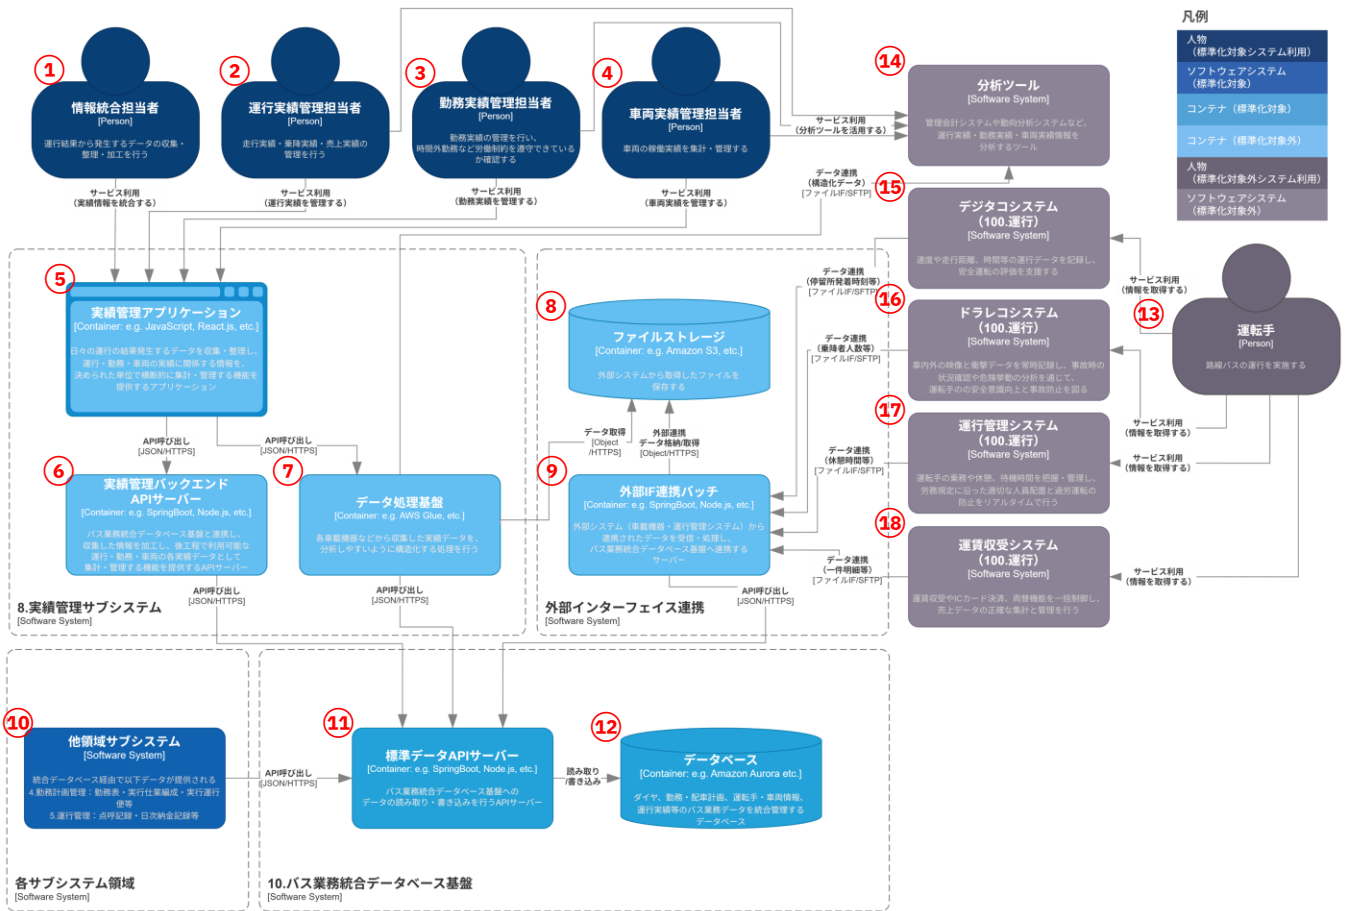 凡例
人物
（標準化対象システム利用）
ソフトウェアシステム
（標準化対象）
コンテナ（標準化対象）
コンテナ（標準化対象外）
人物
（標準化対象外システム利用）
ソフトウェアシステム
（標準化対象外）
1
情報統合担当者
[Person]
運行結果から発生するデータの収集・
整理・加工を行う
2
運行実績管理担当者
[Person]
走行実績・乗降実績・売上実績の
管理を行う
3
勤務実績管理担当者
[Person]
勤務実績の管理を行い、
時間外勤務など労働制約を遵守できている
か確認する
4
車両実績管理担当者
[Person]
車両の稼働実績を集計・管理する
サービス利用
（分析ツールを活用する）
14
分析ツール
[Software System]
管理会計システムや動向分析システムなど、
運行実績・勤務実績・車両実績情報を
分析するツール
サービス利用
（実績情報を統合する）
サービス利用
（運行実績を管理する）
サービス利用
（勤務実績を管理する）
サービス利用
（車両実績を管理する）
データ連携
（構造化データ）
[ファイルIF/SFTP]
15
デジタコシステム
（100.運行）
[Software System]
速度や走行距離、時間等の運行データを記録し、
安全運転の評価を支援する
データ連携
（停留所発着時刻等）
[ファイルIF/SFTP]
サービス利用
（情報を取得する）
13
運転手
[Person]
路線バスの運行を実施する
5
実績管理アプリケーション
[Container: e.g. JavaScript, React.js, etc.]
日々の運行の結果発生するデータを収集・整理し、
運行・勤務・車両の実績に関係する情報を、
決められた単位で横断的に集計・管理する機能を
提供するアプリケーション
8
ファイルストレージ
[Container: e.g. Amazon S3, etc.]
外部システムから取得したファイルを
保存する
データ連携
（乗降者人数等）
[ファイルIF/SFTP]
16
ドラレコシステム
（100.運行）
[Software System]
車内外の映像と衝撃データを常時記録し、事故時の
状況確認や危険挙動の分析を通じて、
運転手のの安全意識向上と事故防止を図る
サービス利用
（情報を取得する）
API呼び出し
[JSON/HTTPS]
API呼び出し
[JSON/HTTPS]
データ取得
[Object
/HTTPS]
外部連携
データ格納/取得
[Object/HTTPS]
データ連携
（休憩時間等）
[ファイルIF/SFTP]
17
運行管理システム
（100.運行）
[Software System]
運転手の乗務や休憩、待機時間を把握・管理し、
労務規定に沿った適切な人員配置と過労運転の
防止をリアルタイムで行う
サービス利用
（情報を取得する）
6
実績管理バックエンド
APIサーバー
[Container: e.g. SpringBoot, Node.js, etc.]
バス業務統合データベース基盤と連携し、
収集した情報を加工し、後工程で利用可能な
運行・勤務・車両の各実績データとして
集計・管理する機能を提供するAPIサーバー
7
データ処理基盤
[Container: e.g. AWS Glue, etc.]
各車載機器などから収集した実績データを、
分析しやすいように構造化する処理を行う
9
外部IF連携バッチ
[Container: e.g. SpringBoot, Node.js, etc.]
外部システム（車載機器・運行管理システム）から
連携されたデータを受信・処理し、
バス業務統合データベース基盤へ連携する
サーバー
データ連携
（一件明細等）
[ファイルIF/SFTP]
18
運賃収受システム
（100.運行）
[Software System]
運賃収受やICカード決済、両替機能を一括制御し、
売上データの正確な集計と管理を行う
サービス利用
（情報を取得する）
API呼び出し
[JSON/HTTPS]
API呼び出し
[JSON/HTTPS]
API呼び出し
[JSON/HTTPS]
8.実績管理サブシステム
[Software System]
外部インターフェイス連携
[Software System]
10
他領域サブシステム
[Software System]
統合データベース経由で以下データが提供される
4.勤務計画管理：勤務表・実行仕業編成・実行運行
便等
5.運行管理：点呼記録・日次納金記録等
API呼び出し
[JSON/HTTPS]
11
標準データAPIサーバー
[Container: e.g. SpringBoot, Node.js, etc.]
バス業務統合データベース基盤への
データの読み取り・書き込みを行うAPIサーバー
読み取り
/書き込み
12
データベース
[Container: e.g. Amazon Aurora etc.]
ダイヤ、勤務・配車計画、運転手・車両情報、
運行実績等のバス業務データを統合管理する
データベース
各サブシステム領域
[Software System]
10.バス業務統合データベース基盤
[Software System]